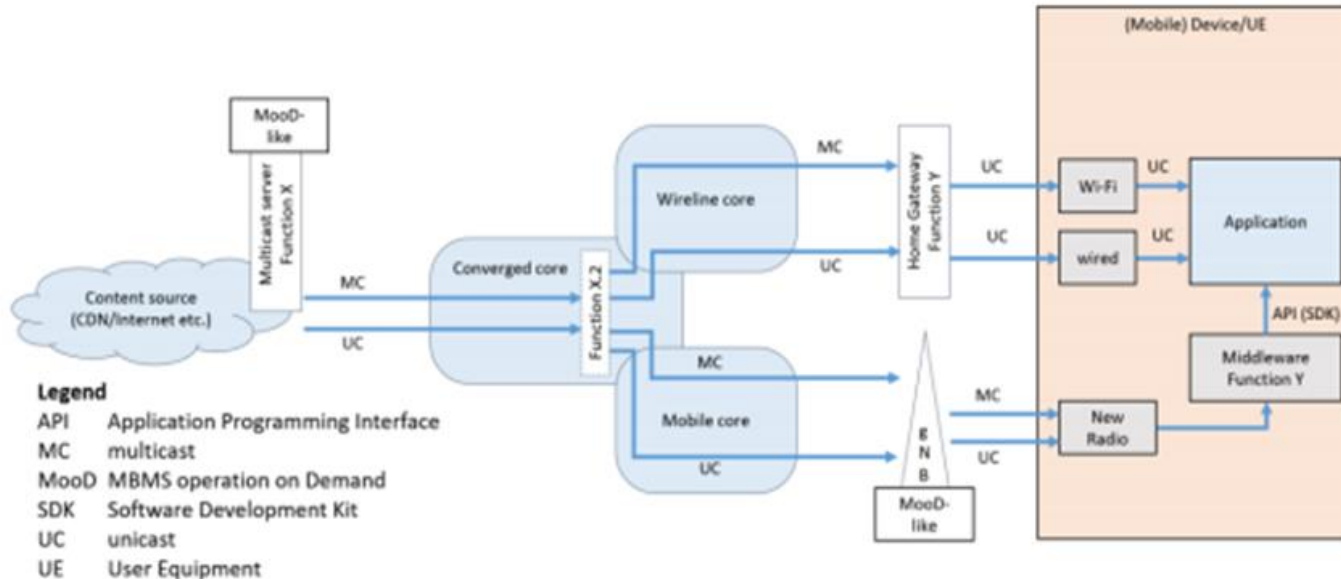 (Mobile) Device/UE
MooD-
like
Multicast server
Function X
Content source
(CDN/Internet etc.)
MC
UC
Converged core
Function X.2
Wireline core
MC
UC
Mobile core
MC
UC
Home Gateway
Function Y
UC
UC
Wi-Fi
wired
UC
UC
Application
API (SDK)
Middleware
Function Y
gNB
MooD-
like
MC
UC
New
Radio
Legend
API Application Programming Interface
MC multicast
MooD MBMS operation on Demand
SDK Software Development Kit
UC unicast
UE User Equipment